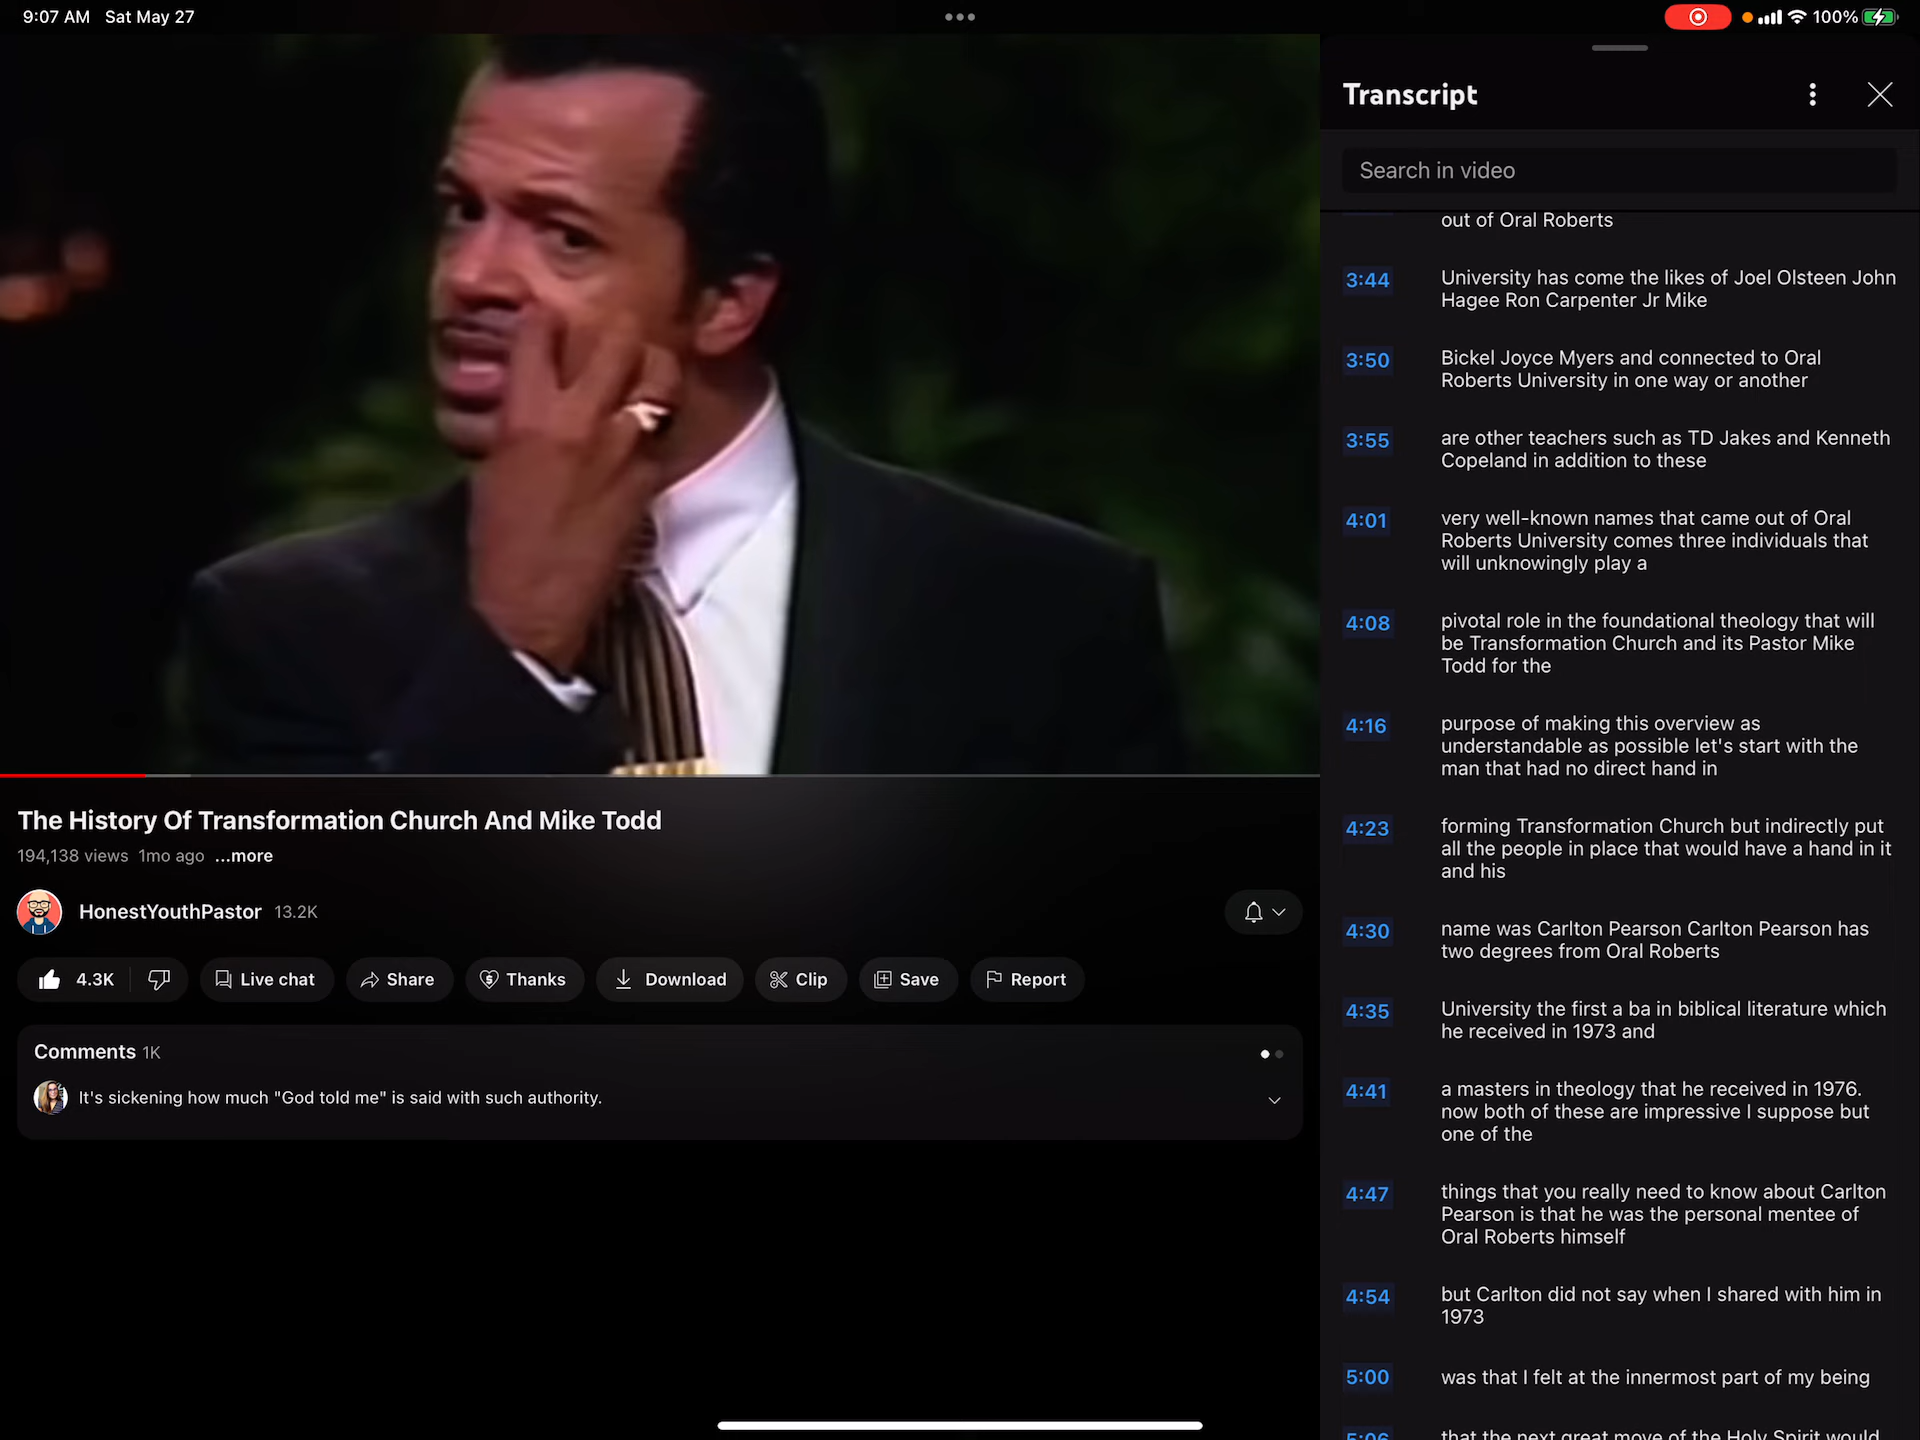 9:07 AM Sat May 27
100%
Transcript
Search in video
out of Oral Roberts
3:44
University has come the likes of Joel Olsteen John
Hagee Ron Carpenter Jr Mike
3:50
Bickel Joyce Myers and connected to Oral
Roberts University in one way or another
3:55
are other teachers such as TD Jakes and Kenneth
Copeland in addition to these
4:01
very well-known names that came out of Oral
Roberts University comes three individuals that
will unknowingly play a
4:08
pivotal role in the foundational theology that will
be Transformation Church and its Pastor Mike
Todd for the
4:16
purpose of making this overview as
understandable as possible let's start with the
man that had no direct hand in
4:23
forming Transformation Church but indirectly put
all the people in place that would have a hand in it
and his
4:30
name was Carlton Pearson Carlton Pearson has
two degrees from Oral Roberts
4:35
University the first a ba in biblical literature which
he received in 1973 and
4:41
a masters in theology that he received in 1976.
now both of these are impressive I suppose but
one of the
4:47
things that you really need to know about Carlton
Pearson is that he was the personal mentee of
Oral Roberts himself
4:54
but Carlton did not say when I shared with him in
1973
5:00
was that I felt at the innermost part of my being
5:06
that the next great move of the Holy Spirit would
The History Of Transformation Church And Mike Todd
194,138 views 1mo ago ...more
HonestYouthPastor 13.2K
4.3K
Live chat
Share
Thanks
Download
Clip
Save
Report
Comments 1K
It's sickening how much "God told me" is said with such authority.